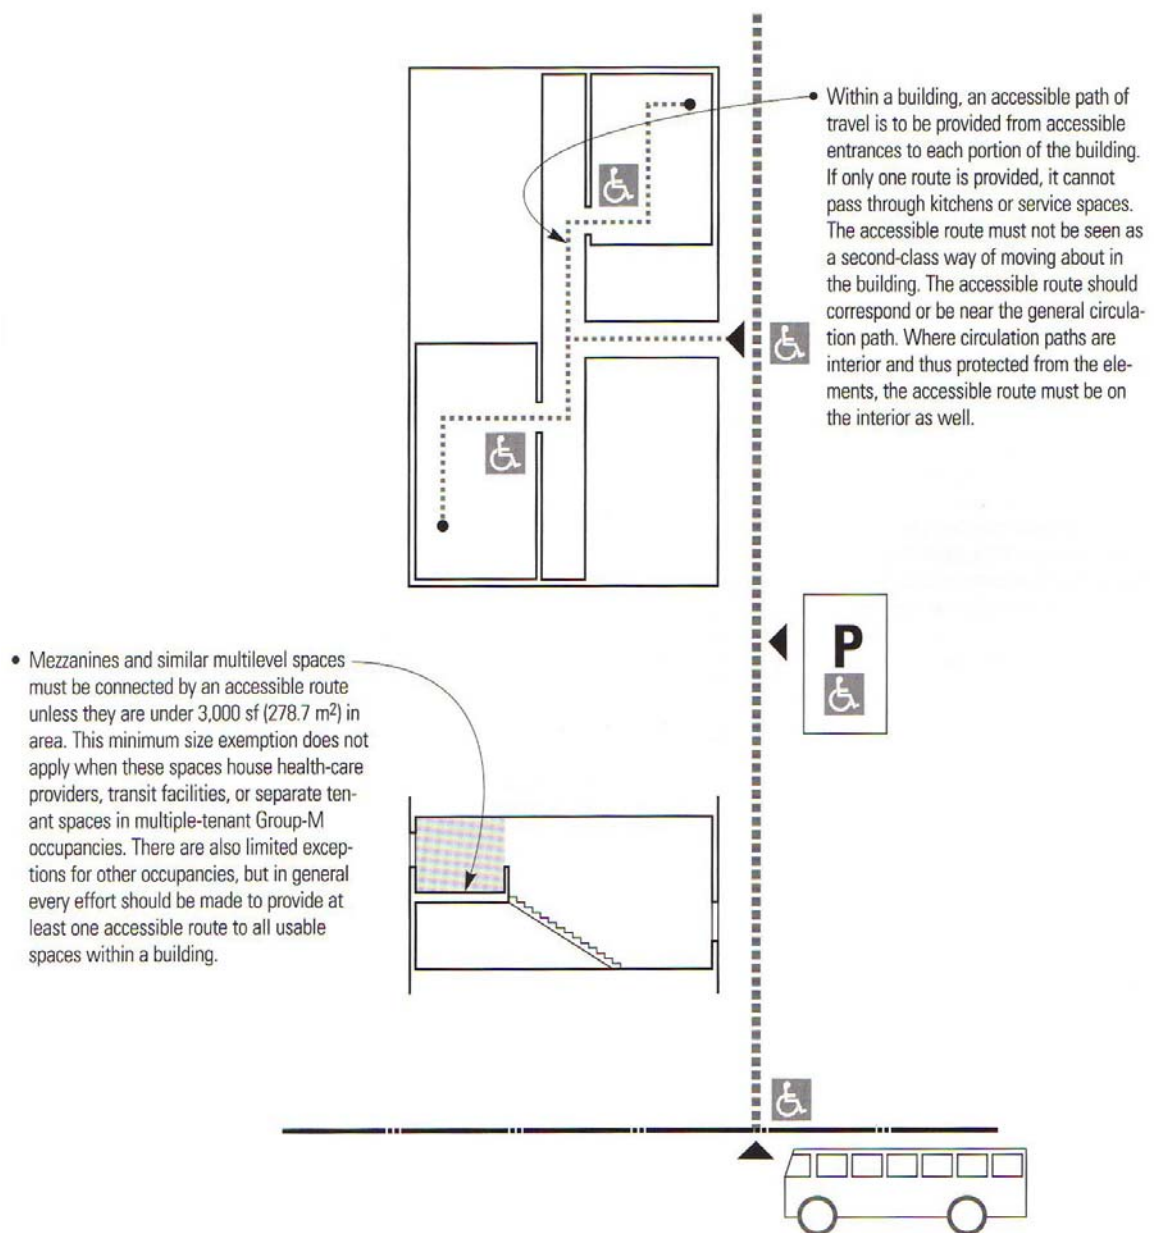 • Within a building, an accessible path of
travel is to be provided from accessible
entrances to each portion of the building.
If only one route is provided, it cannot
pass through kitchens or service spaces.
The accessible route must not be seen as
a second-class way of moving about in
the building. The accessible route should
correspond or be near the general circula-
tion path. Where circulation paths are
interior and thus protected from the ele-
ments, the accessible route must be on
the interior as well.
P
• Mezzanines and similar multilevel spaces
must be connected by an accessible route
unless they are under 3,000 sf (278.7 m²) in
area. This minimum size exemption does not
apply when these spaces house health-care
providers, transit facilities, or separate ten-
ant spaces in multiple-tenant Group-M
occupancies. There are also limited excep-
tions for other occupancies, but in general
every effort should be made to provide at
least one accessible route to all usable
spaces within a building.